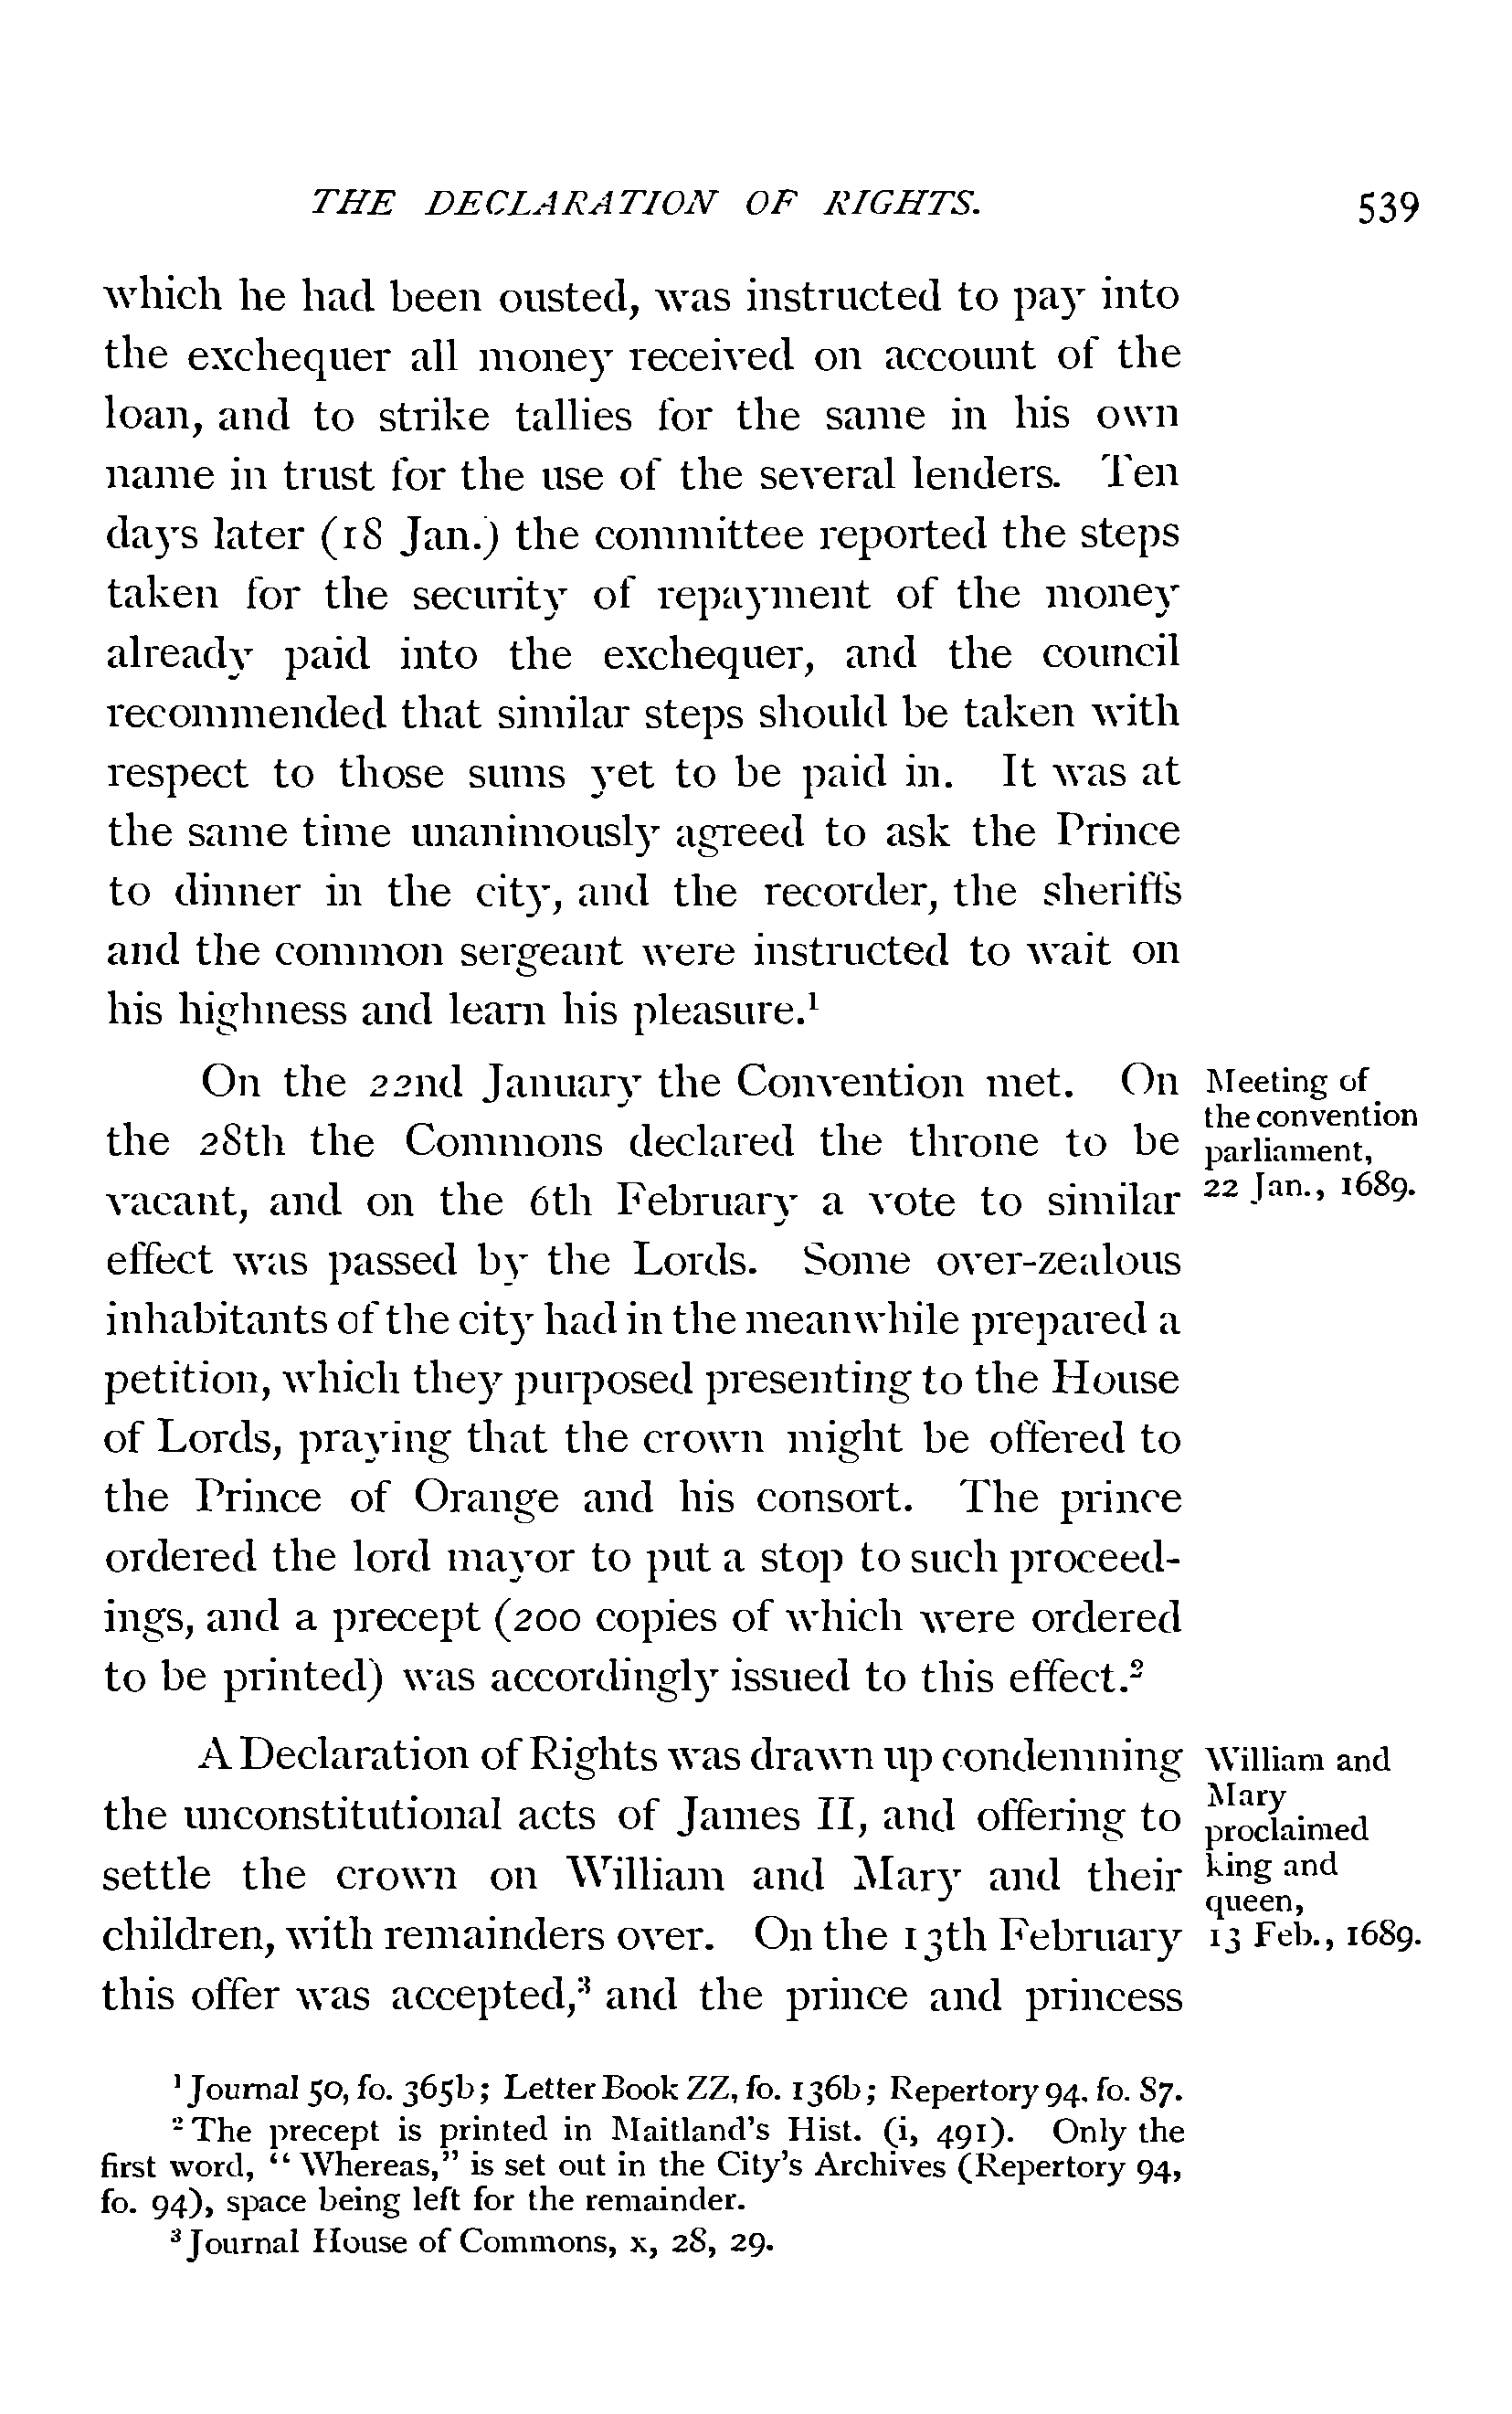 THE DECLARATION OF RIGHTS. 539
which he had been ousted, was instructed to pay into
the exchequer all money received on account of the
loan, and to strike tallies for the same in his own
name in trust for the use of the several lenders. Ten
days later (18 Jan.) the committee reported the steps
taken for the security of repayment of the money
already paid into the exchequer, and the council
recommended that similar steps should be taken with
respect to those sums yet to be paid in. It was at
the same time unanimously agreed to ask the Prince
to dinner in the city, and the recorder, the sheriffs
and the common sergeant were instructed to wait on
his highness and learn his pleasure.¹
On the 22nd January the Convention met. On
the 28th the Commons declared the throne to be
vacant, and on the 6th February a vote to similar
effect was passed by the Lords. Some over-zealous
inhabitants of the city had in the meanwhile prepared a
petition, which they purposed presenting to the House
of Lords, praying that the crown might be offered to
the Prince of Orange and his consort. The prince
ordered the lord mayor to put a stop to such proceed-
ings, and a precept (200 copies of which were ordered
to be printed) was accordingly issued to this effect.²
Meeting of
the convention
parliament,
22 Jan., 1689.
A Declaration of Rights was drawn up condemning
the unconstitutional acts of James II, and offering to
settle the crown on William and Mary and their
children, with remainders over. On the 13th February
this offer was accepted,³ and the prince and princess
William and
Mary
proclaimed
king and
queen,
13 Feb., 1689.
¹ Journal 50, fo. 365b; Letter Book ZZ, fo. 136b; Repertory 94, fo. 87.
² The precept is printed in Maitland's Hist. (i, 491). Only the
first word, "Whereas," is set out in the City's Archives (Repertory 94,
fo. 94), space being left for the remainder.
³ Journal House of Commons, x, 28, 29.